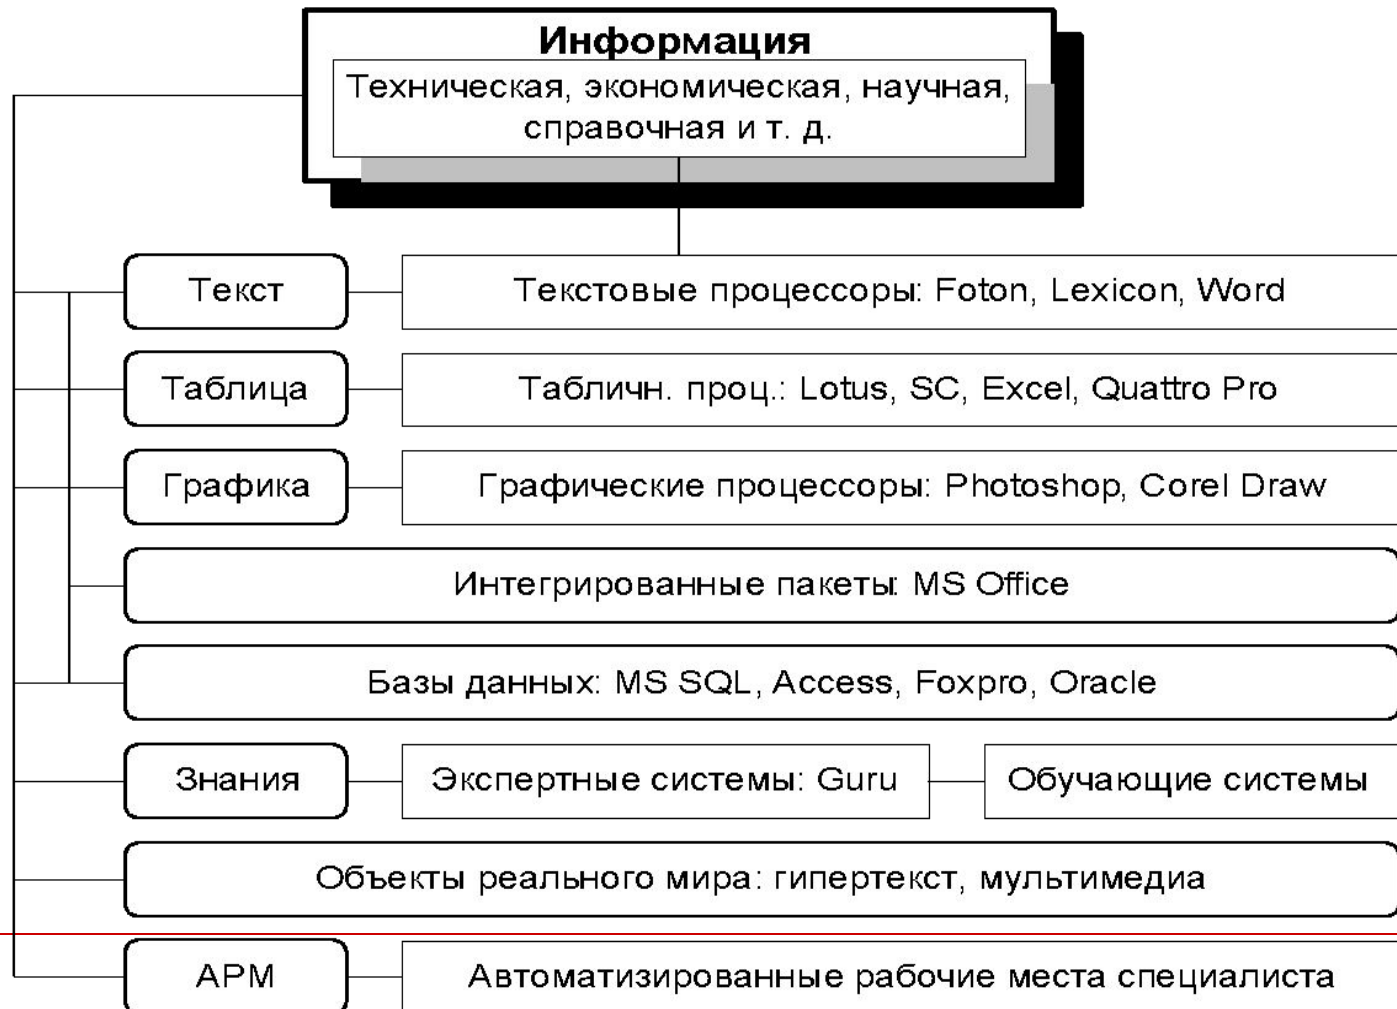 Информация
Техническая, экономическая, научная,
справочная и т. д.
Текст
Текстовые процессоры: Foton, Lexicon, Word
Таблица
Табличн. проц.: Lotus, SC, Excel, Quattro Pro
Графика
Графические процессоры: Photoshop, Corel Draw
Интегрированные пакеты: MS Office
Базы данных: MS SQL, Access, Foxpro, Oracle
Знания
Экспертные системы: Guru
Обучающие системы
Объекты реального мира: гипертекст, мультимедиа
АРМ
Автоматизированные рабочие места специалиста